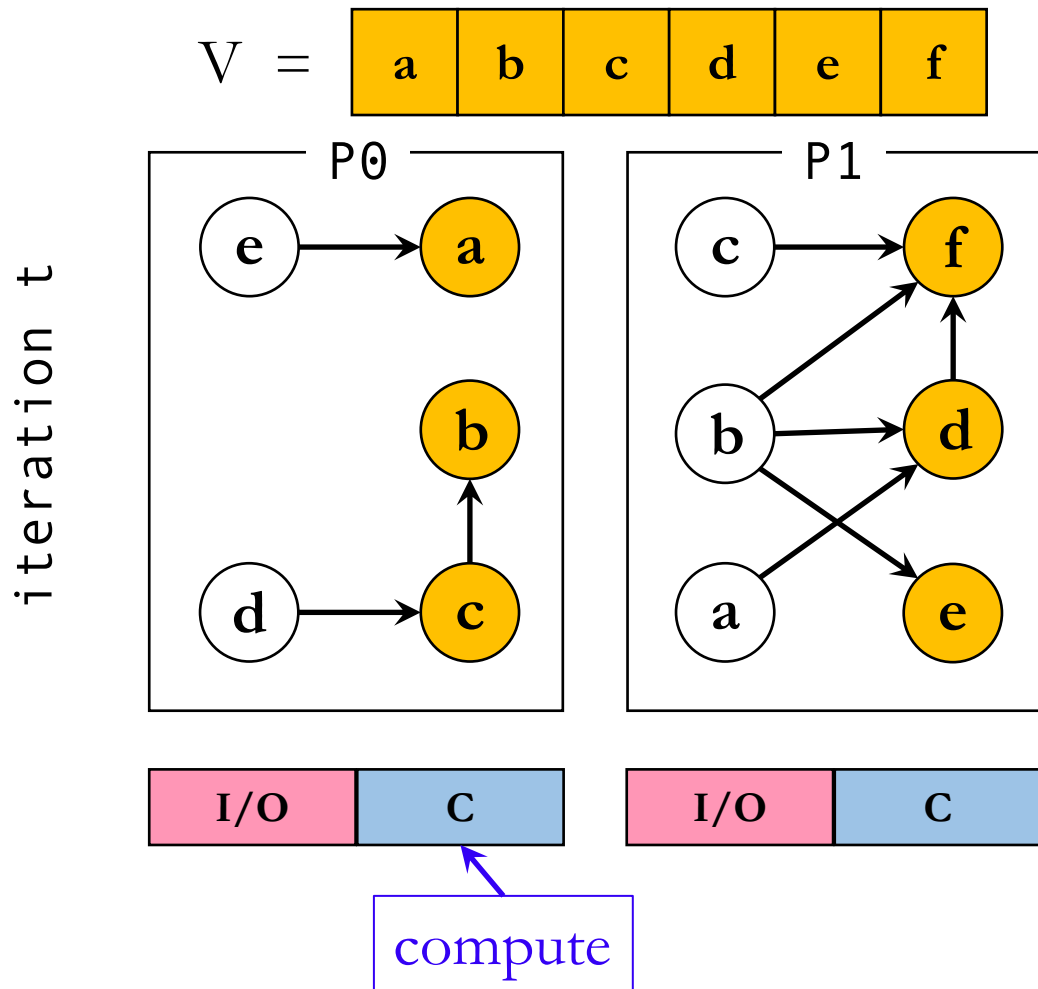 V = a b c d e f
P0 P1
e a c f
b b d
d c a e
iteration t
I/O C I/O C
compute